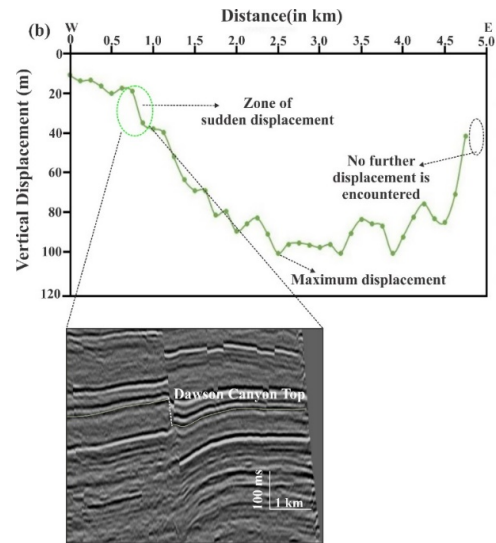 Distance(in km)
(b)
W
E
0
0.5
1.0
1.5
2.0
2.5
3.0
3.5
4.0
4.5
5.0
0
20
40
60
80
100
120
Vertical Displacement (m)
Zone of
sudden displacement
No further
displacement is
encountered
Maximum displacement
Dawson Canyon Top
100 ms
1 km